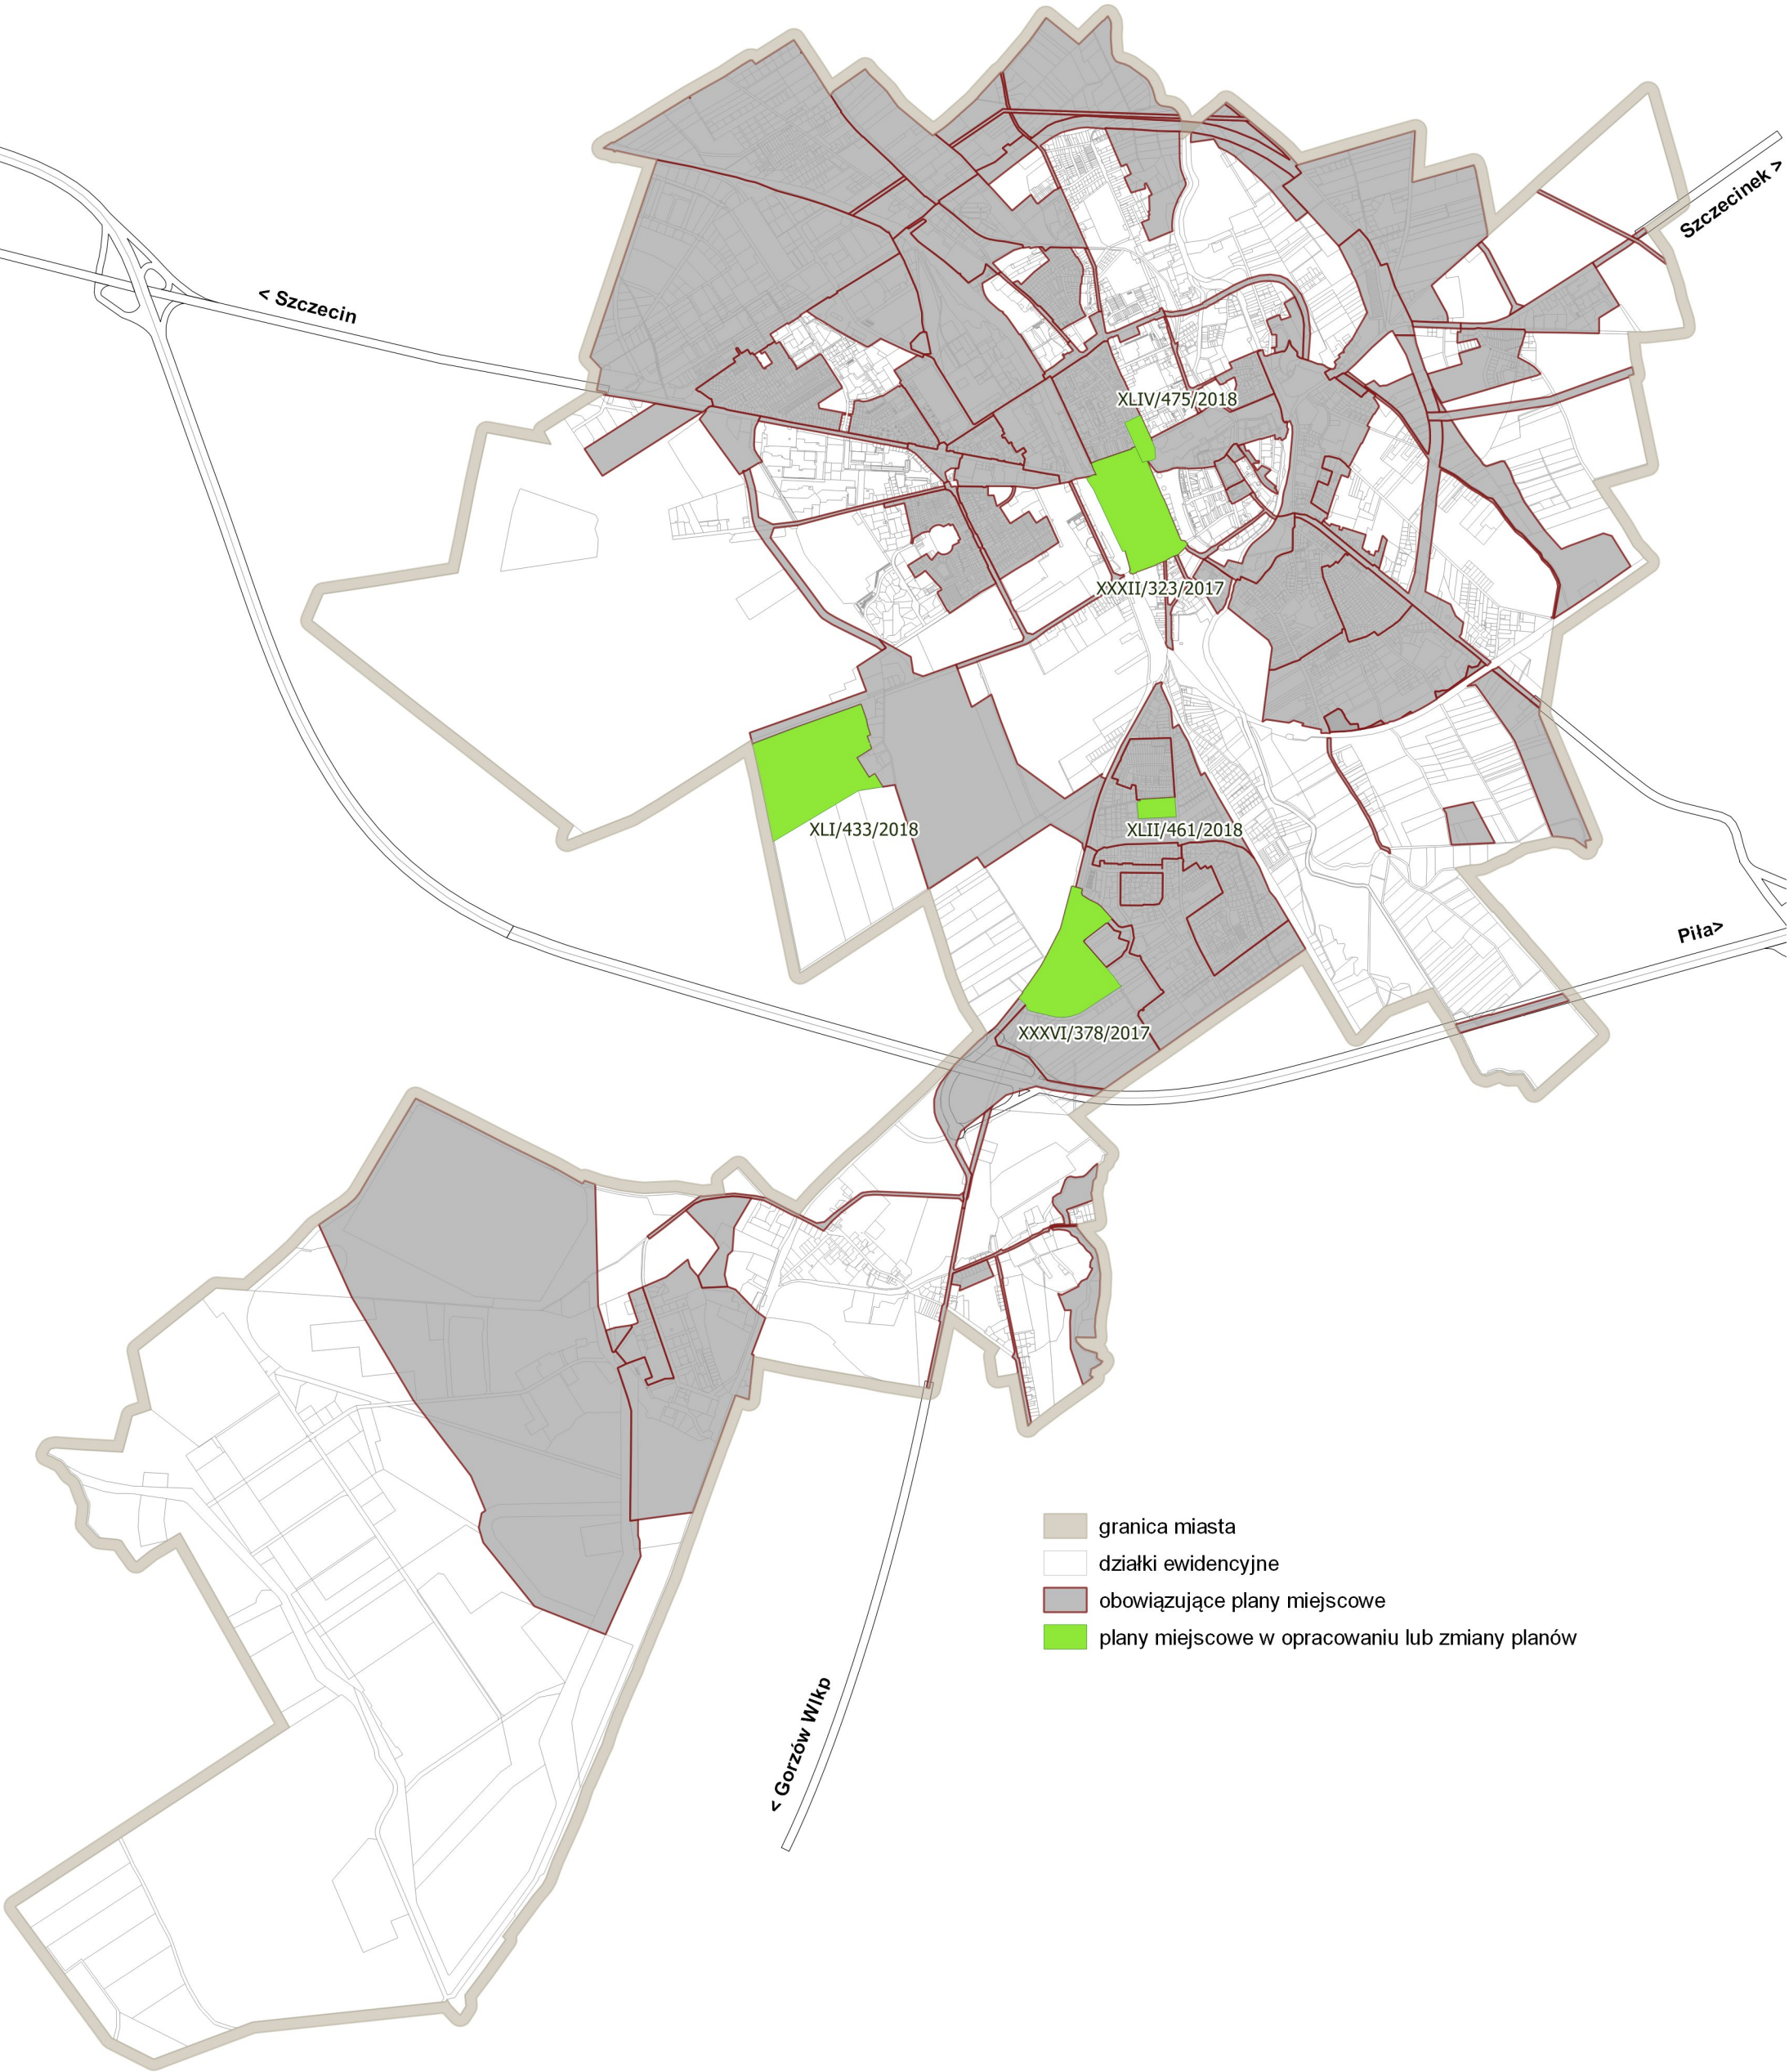 Szczecinek >
< Szczecin
XLIV/475/2018
XXXII/323/2017
XLI/433/2018
XLII/461/2018
Piła>
XXXVI/378/2017
granica miasta
działki ewidencyjne
obowiązujące plany miejscowe
plany miejscowe w opracowaniu lub zmiany planów
< Gorzów Wlkp